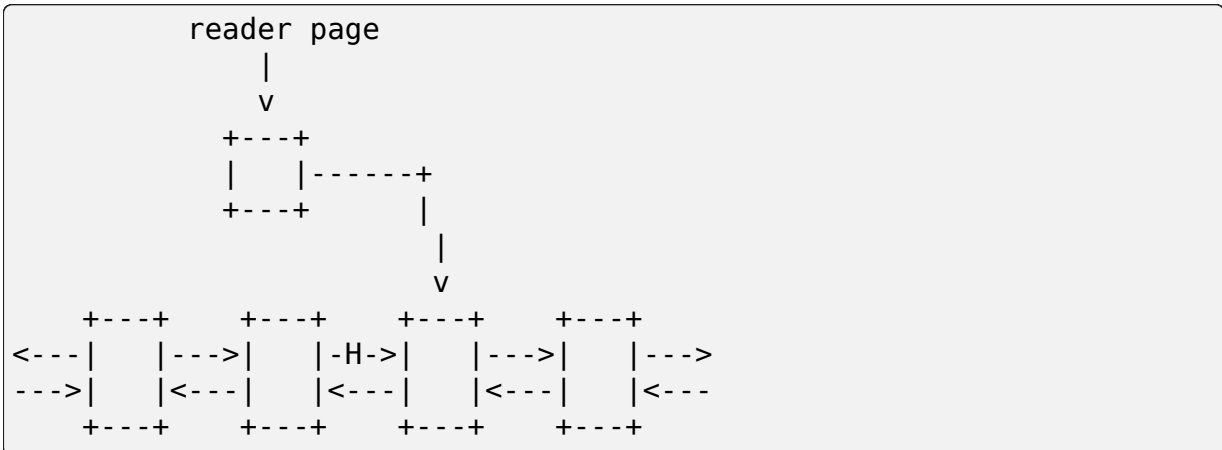 reader page
                 |
                 v
               +---+
               |   |------+
               +---+      |
                           |
                           v
     +---+    +---+    +---+    +---+
<---|   |--->|   |-H->|   |--->|   |--->
--->|   |<---|   |<---|   |<---|   |<---
     +---+    +---+    +---+    +---+